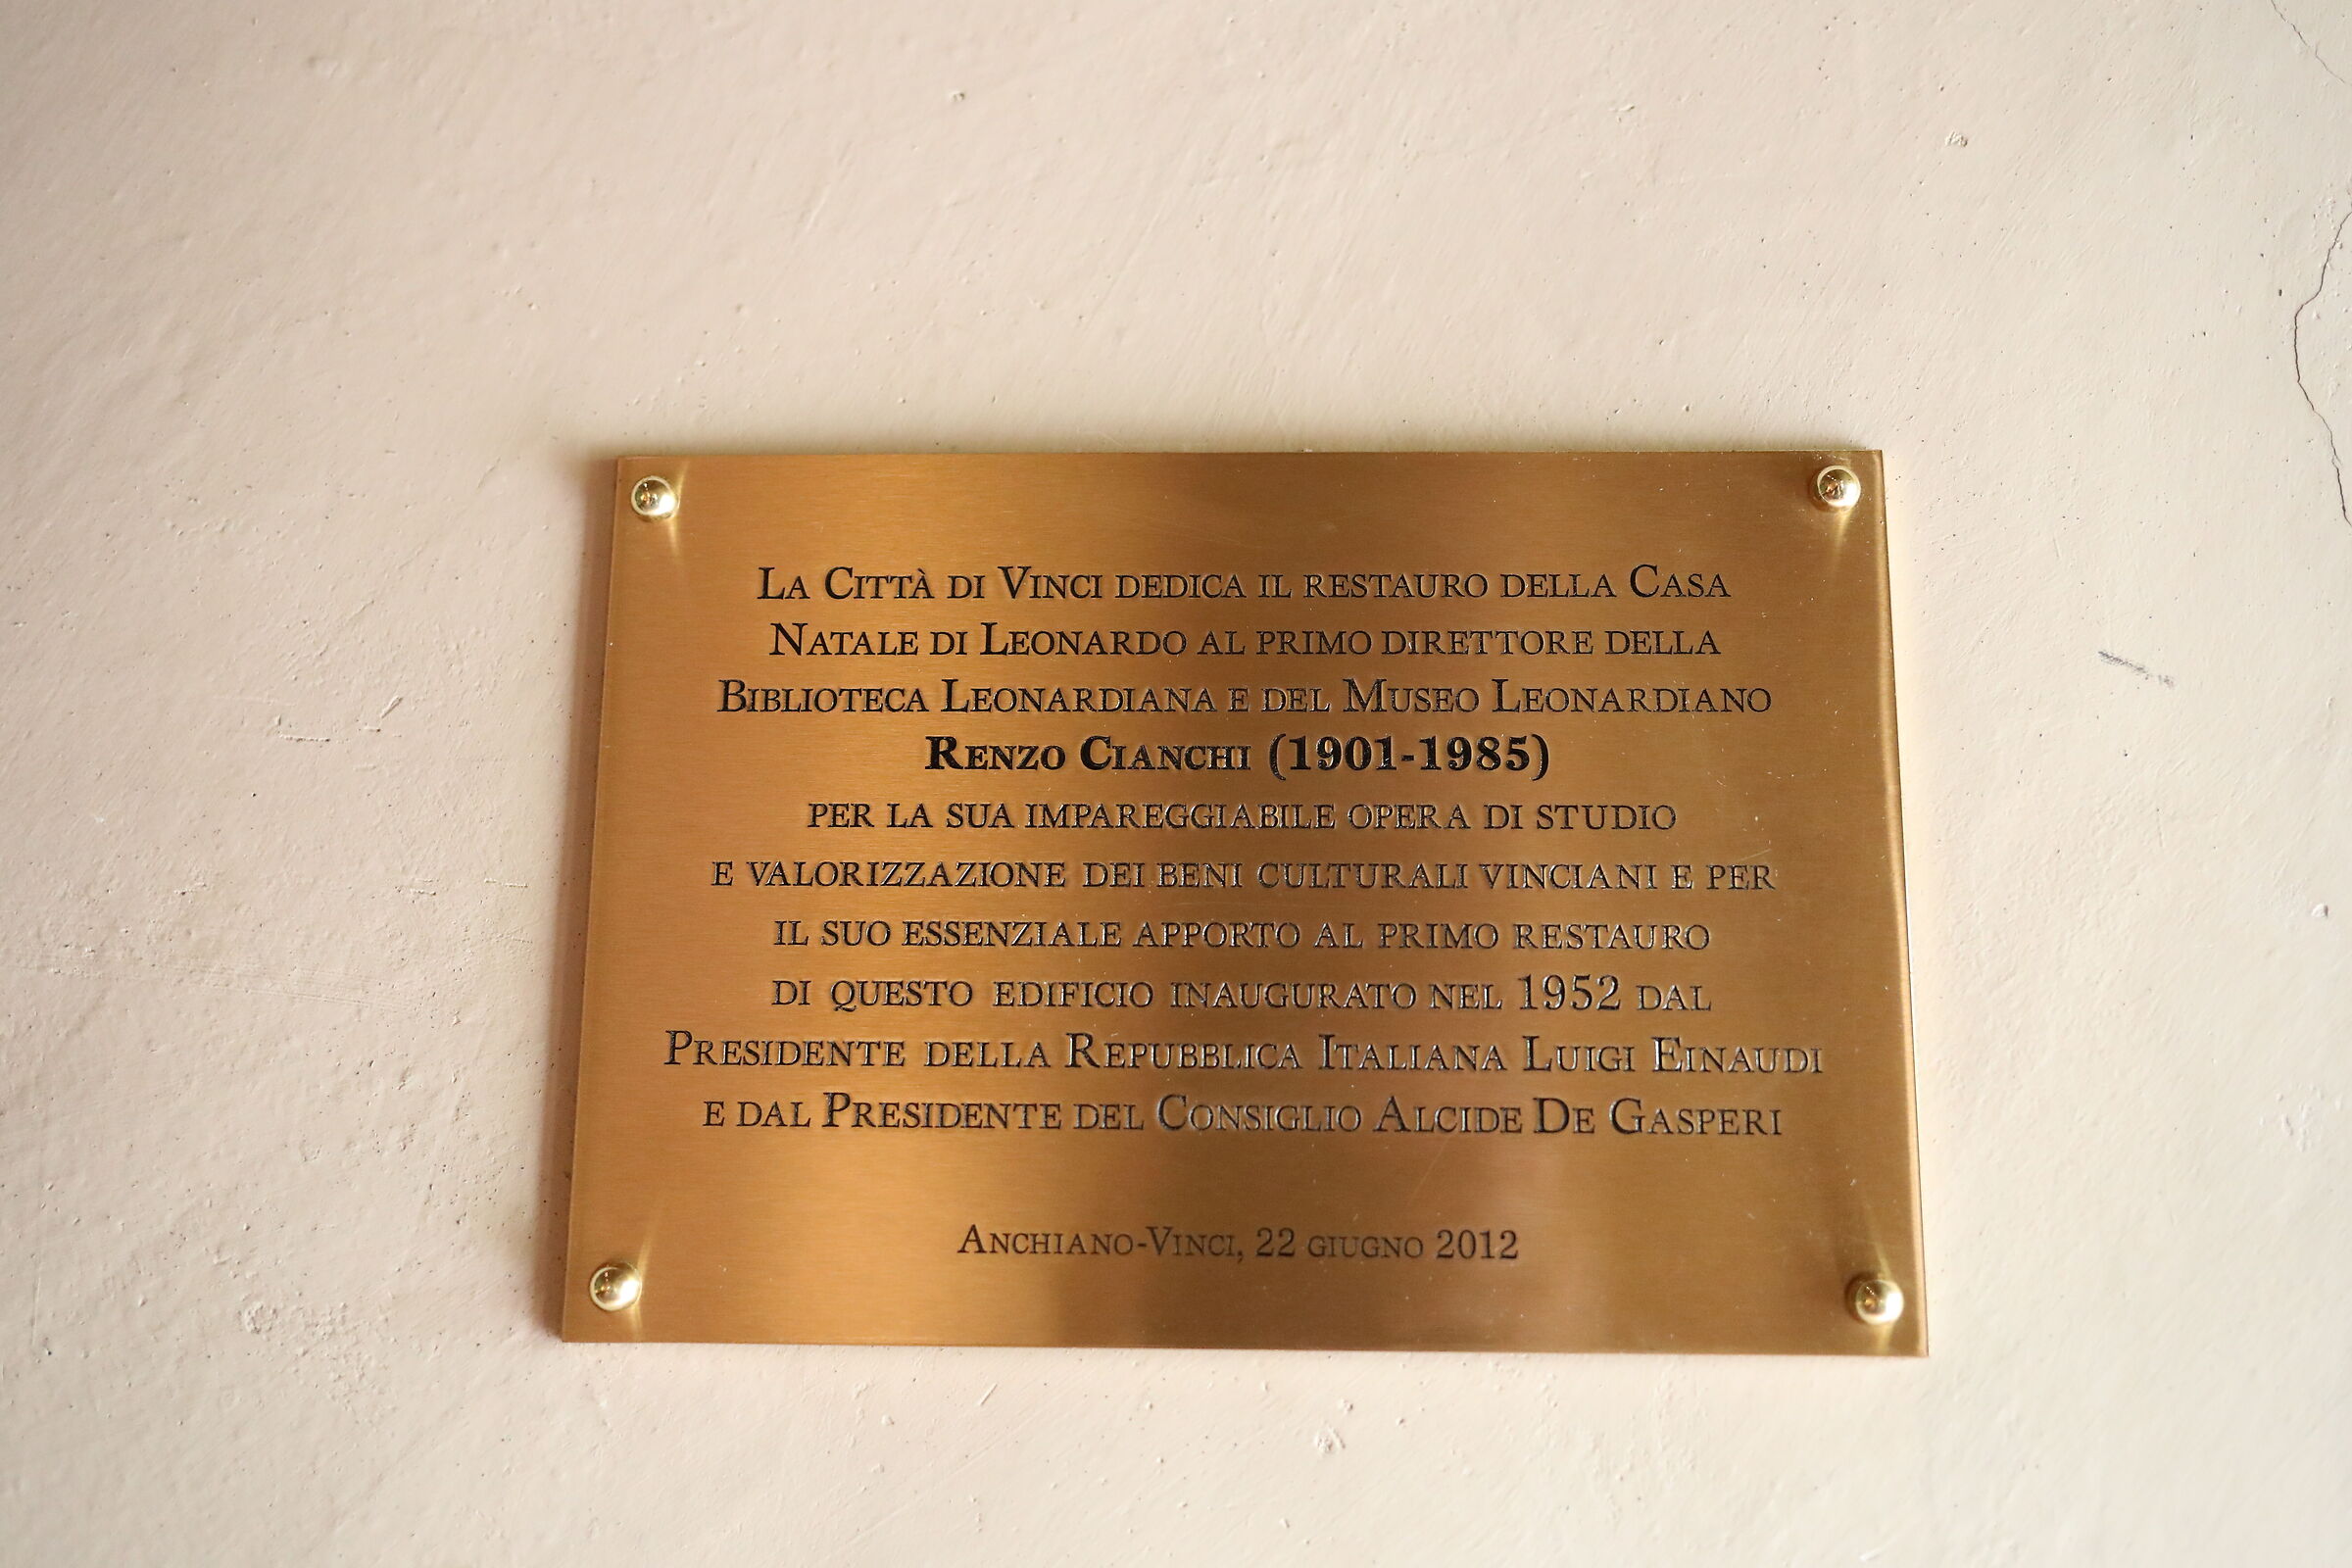 La Città di Vinci dedica il restauro della Casa
Natale di Leonardo al primo direttore della
Biblioteca Leonardiana e del Museo Leonardiano
Renzo Cianchi (1901-1985)
per la sua impareggiabile opera di studio
e valorizzazione dei beni culturali vinciani e per
il suo essenziale apporto al primo restauro
di questo edificio inaugurato nel 1952 dal
Presidente della Repubblica Italiana Luigi Einaudi
e dal Presidente del Consiglio Alcide De Gasperi
Anchiano-Vinci, 22 giugno 2012